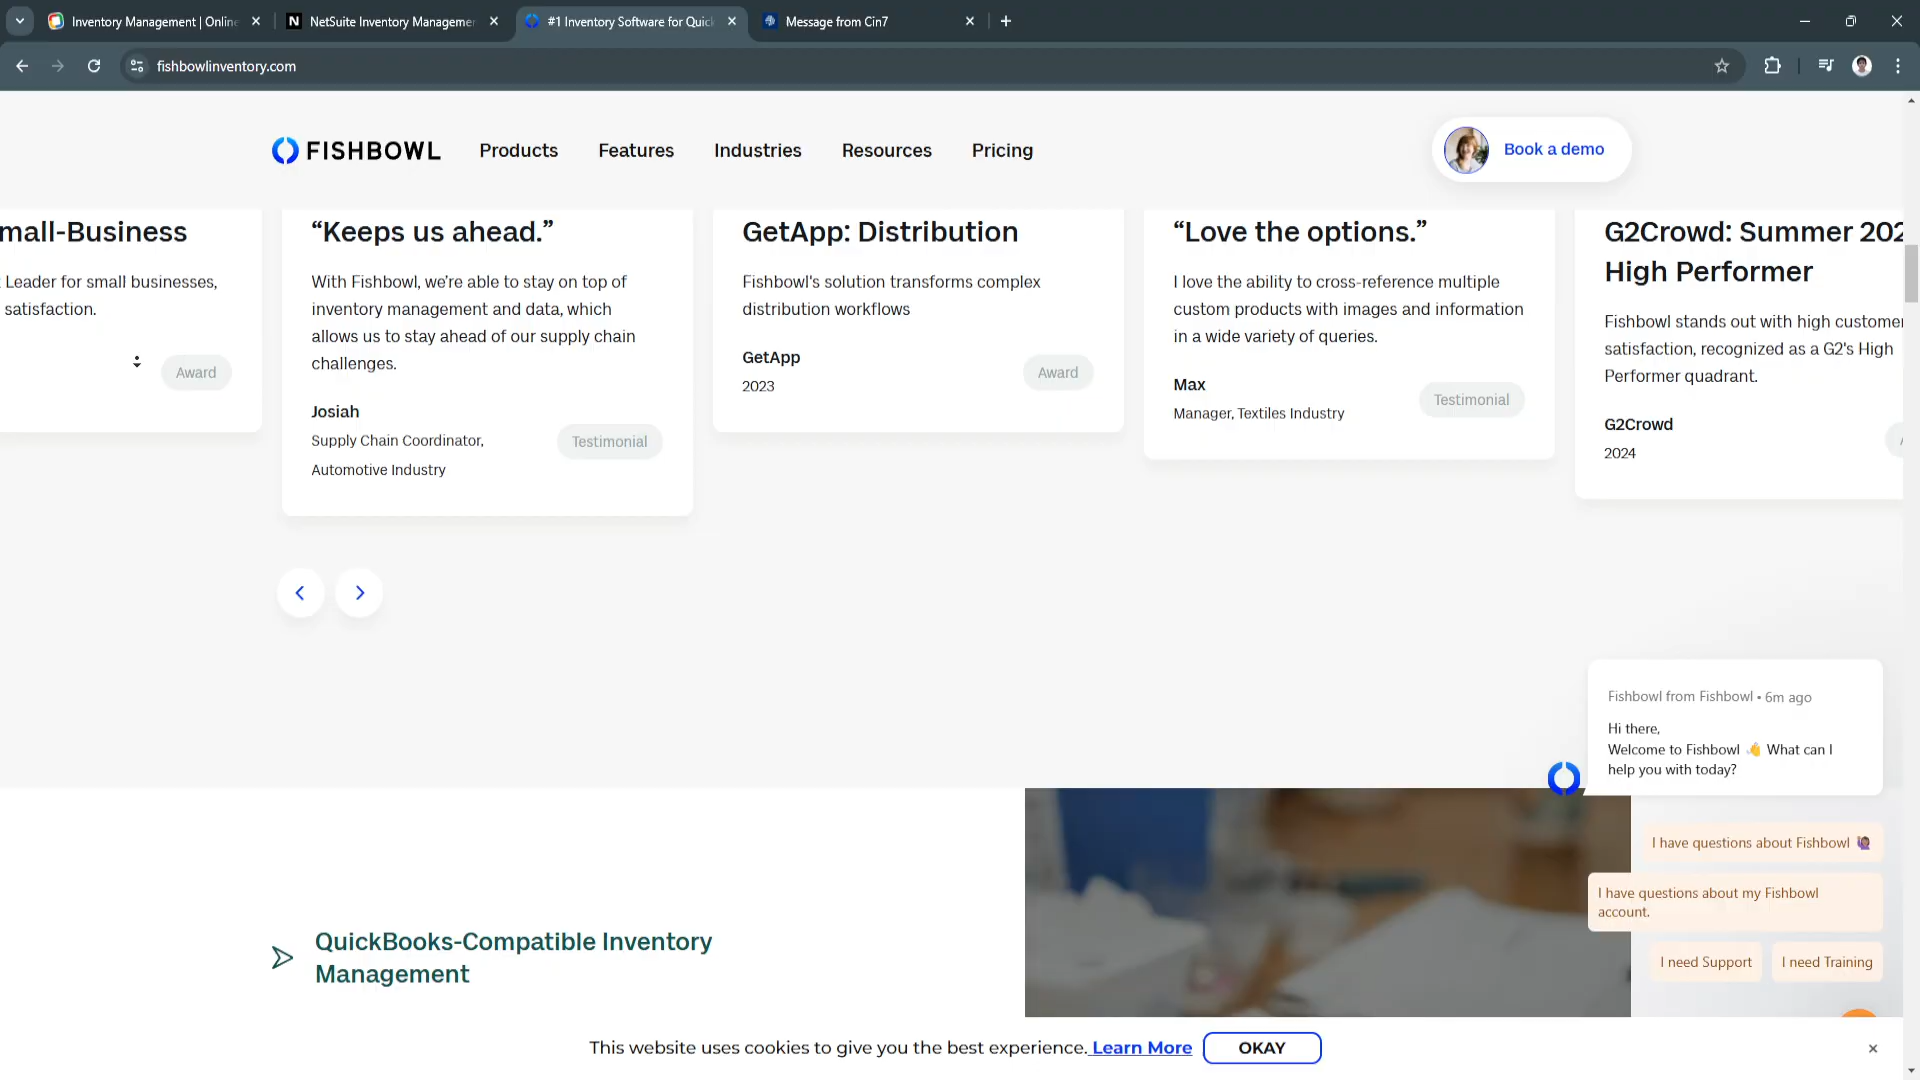 Inventory Management | Online
NetSuite Inventory Managemen
#1 Inventory Software for Quick
Message from Cin7
fishbowlinventory.com
FISHBOWL
Products
Features
Industries
Resources
Pricing
Book a demo
mall-Business
Leader for small businesses,
satisfaction.
Award
“Keeps us ahead.”
With Fishbowl, we’re able to stay on top of
inventory management and data, which
allows us to stay ahead of our supply chain
challenges.
Josiah
Supply Chain Coordinator,
Automotive Industry
Testimonial
GetApp: Distribution
Fishbowl's solution transforms complex
distribution workflows
GetApp
2023
Award
“Love the options.”
I love the ability to cross-reference multiple
custom products with images and information
in a wide variety of queries.
Max
Manager, Textiles Industry
Testimonial
G2Crowd: Summer 202
High Performer
Fishbowl stands out with high customer
satisfaction, recognized as a G2's High
Performer quadrant.
G2Crowd
2024
Fishbowl from Fishbowl • 6m ago
Hi there,
Welcome to Fishbowl 👋 What can I
help you with today?
I have questions about Fishbowl 🙋🏽‍♀️
I have questions about my Fishbowl
account.
I need Support
I need Training
QuickBooks-Compatible Inventory
Management
This website uses cookies to give you the best experience. Learn More
OKAY